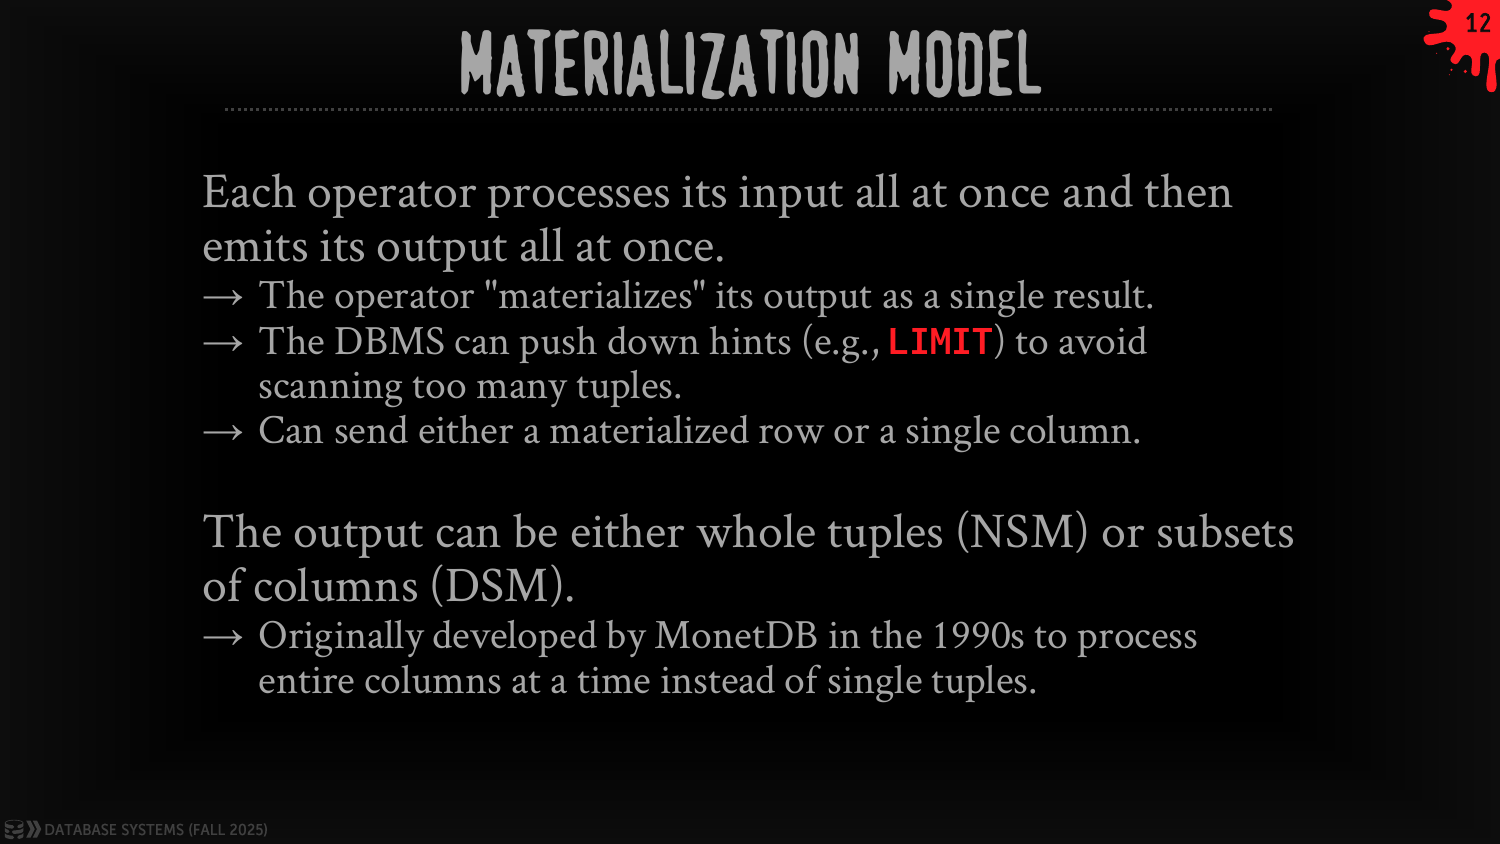 12
MATERIALIZATION MODEL
Each operator processes its input all at once and then
emits its output all at once.
→ The operator "materializes" its output as a single result.
→ The DBMS can push down hints (e.g., LIMIT) to avoid
scanning too many tuples.
→ Can send either a materialized row or a single column.
The output can be either whole tuples (NSM) or subsets
of columns (DSM).
→ Originally developed by MonetDB in the 1990s to process
entire columns at a time instead of single tuples.
DATABASE SYSTEMS (FALL 2025)